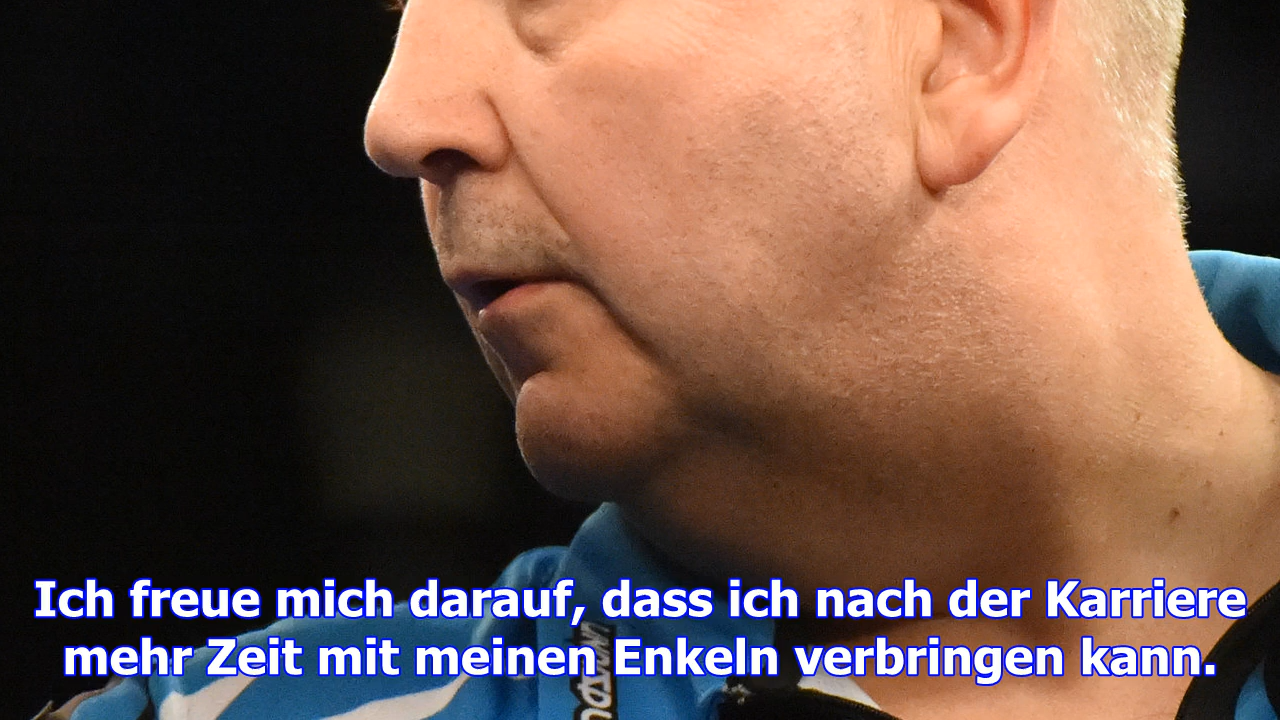 Ich freue mich darauf, dass ich nach der Karriere
mehr Zeit mit meinen Enkeln verbringen kann.